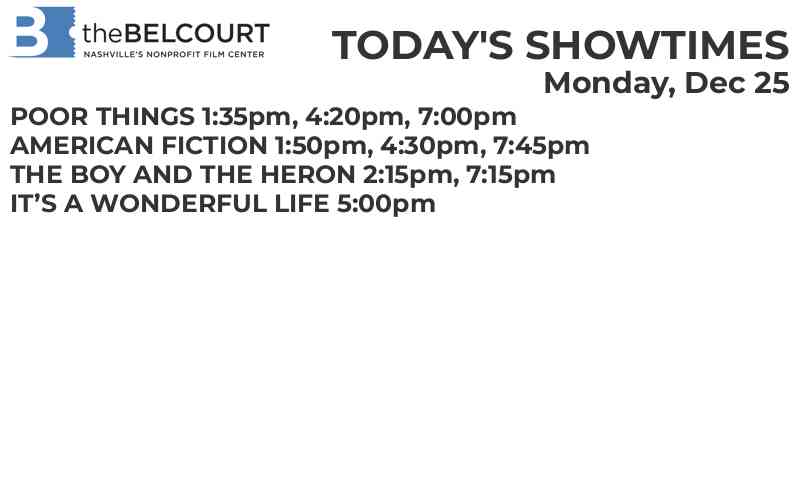 B theBELCOURT
NASHVILLE'S NONPROFIT FILM CENTER
TODAY'S SHOWTIMES
Monday, Dec 25
POOR THINGS 1:35pm, 4:20pm, 7:00pm
AMERICAN FICTION 1:50pm, 4:30pm, 7:45pm
THE BOY AND THE HERON 2:15pm, 7:15pm
IT’S A WONDERFUL LIFE 5:00pm